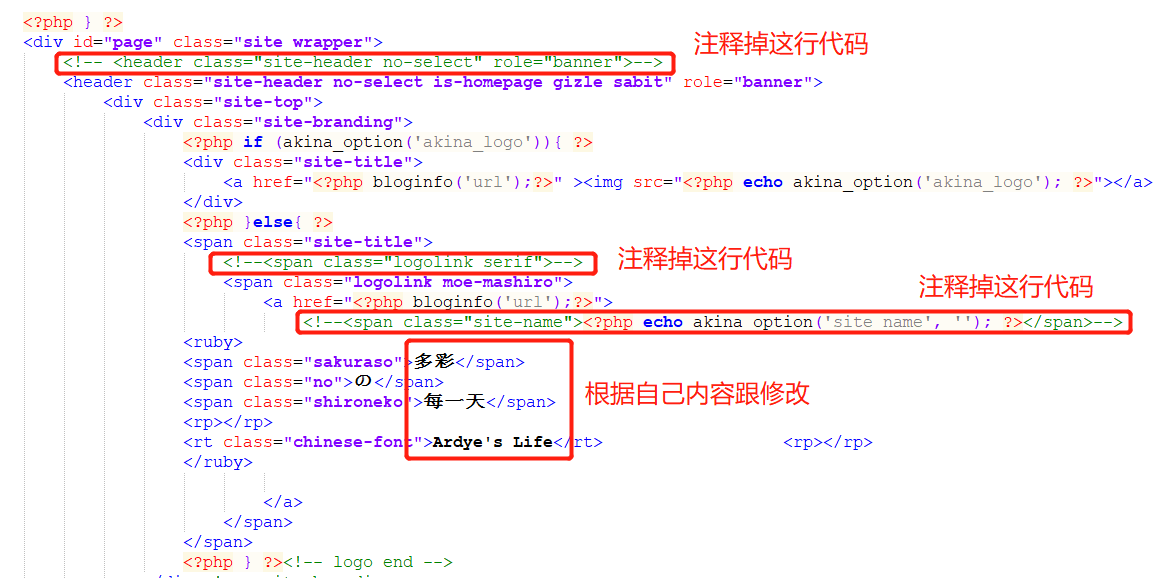 <?php } ?>
<div id="page" class="site wrapper">
注释掉这行代码
<!-- <header class="site-header no-select" role="banner">-->
<header class="site-header no-select is-homepage gizle sabit" role="banner">
<div class="site-top">
<div class="site-branding">
<?php if (akina_option('akina_logo')){ ?>
<div class="site-title">
<a href="<?php bloginfo('url');?>" ><img src="<?php echo akina_option('akina_logo'); ?>"></a>
</div>
<?php }else{ ?>
<span class="site-title">
<!--<span class="logolink serif">--> 注释掉这行代码
<span class="logolink moe-mashiro"> 注释掉这行代码
<a href="<?php bloginfo('url');?>">
<!--<span class="site-name"><?php echo akina_option('site_name', ''); ?></span>-->
<ruby>
<span class="sakuraso">多彩</span>
<span class="no">の</span>
根据自己内容跟修改
<span class="shironeko">每一天</span>
<rp></rp>
<rt class="chinese-font">Ardye's Life</rt> <rp></rp>
</ruby>
</a>
</span>
</span>
<?php } ?><!-- logo end -->